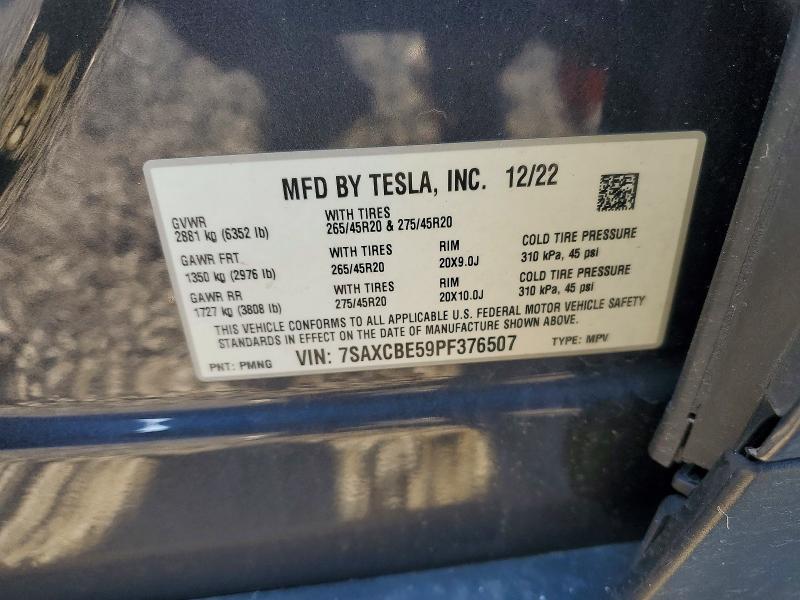 MFD BY TESLA, INC. 12/22
GVWR
2881 kg (6352 lb)
WITH TIRES
265/45R20 & 275/45R20
GAWR FRT
1350 kg (2976 lb)
WITH TIRES
265/45R20
RIM
20X9.0J
COLD TIRE PRESSURE
310 kPa, 45 psi
GAWR RR
1727 kg (3808 lb)
WITH TIRES
275/45R20
RIM
20X10.0J
COLD TIRE PRESSURE
310 kPa, 45 psi
THIS VEHICLE CONFORMS TO ALL APPLICABLE U.S. FEDERAL MOTOR VEHICLE SAFETY
STANDARDS IN EFFECT ON THE DATE OF MANUFACTURE SHOWN ABOVE.
PNT: PMNG VIN: 7SAXCBE59PF376507 TYPE: MPV